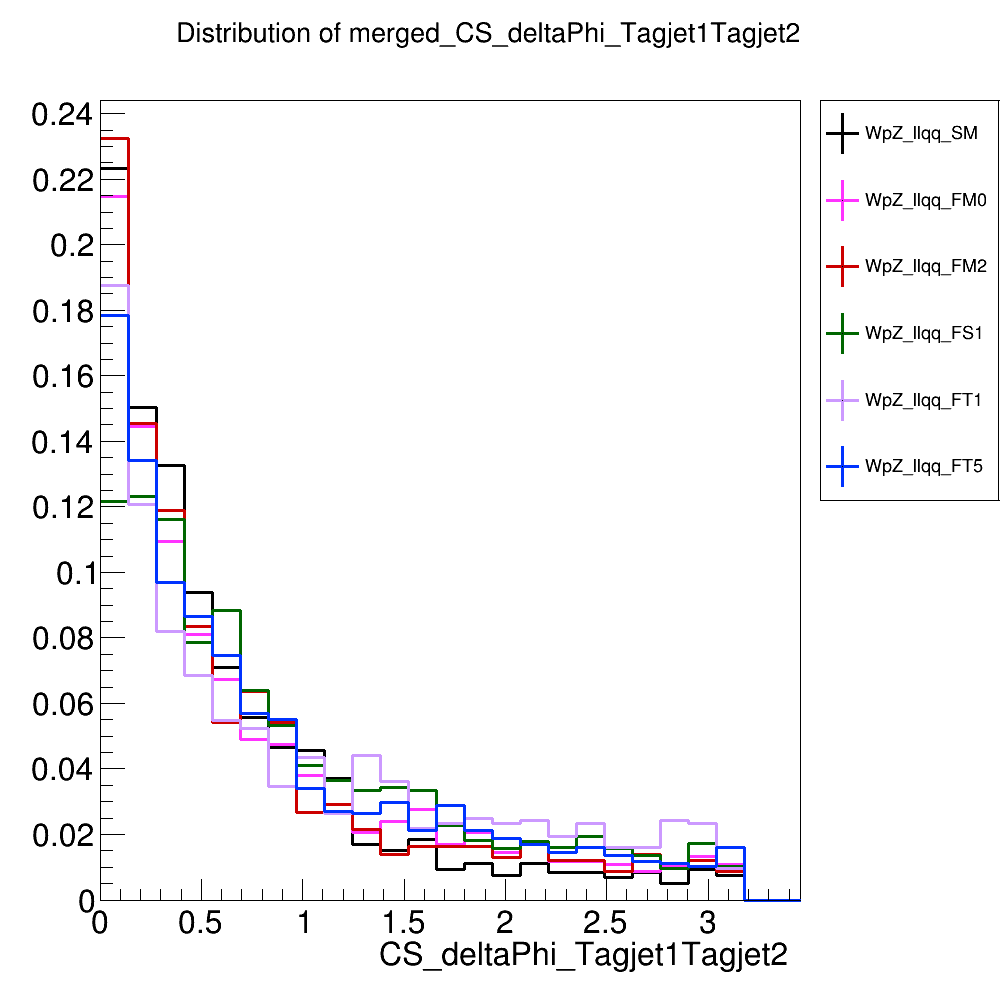 Distribution of merged_CS_deltaPhi_Tagjet1Tagjet2
0.24
0.22
0.2
0.18
0.16
0.14
0.12
0.1
0.08
0.06
0.04
0.02
0
0 0.5 1 1.5 2 2.5 3
CS_deltaPhi_Tagjet1Tagjet2
WpZ_llqq_SM
WpZ_llqq_FM0
WpZ_llqq_FM2
WpZ_llqq_FS1
WpZ_llqq_FT1
WpZ_llqq_FT5